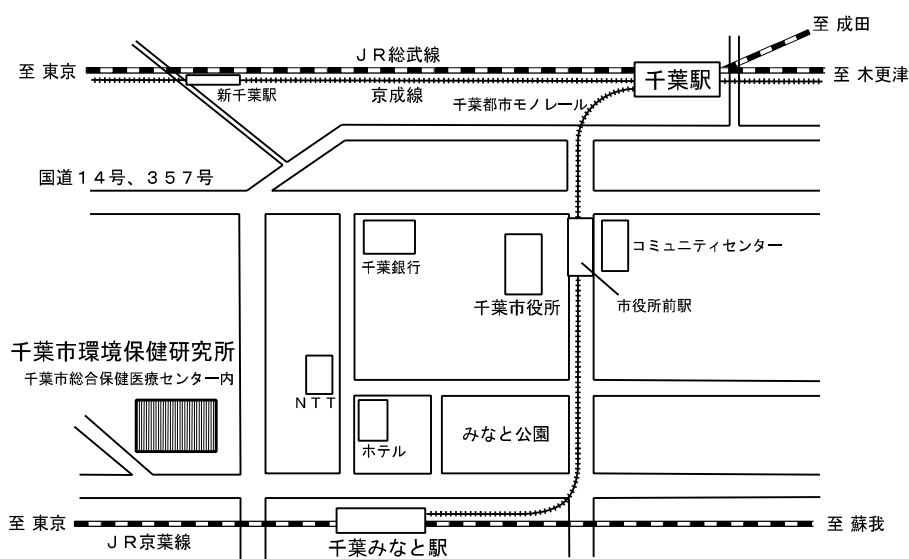 至 成田
ＪＲ総武線
至 東京
千葉駅
至 木更津
新千葉駅
京成線
千葉都市モノレール
国道１４号、３５７号
コミュニティセンター
千葉銀行
千葉市役所
市役所前駅
千葉市環境保健研究所
千葉市総合保健医療センター内
ＮＴＴ
ホテル
みなと公園
至 東京
至 蘇我
ＪＲ京葉線
千葉みなと駅